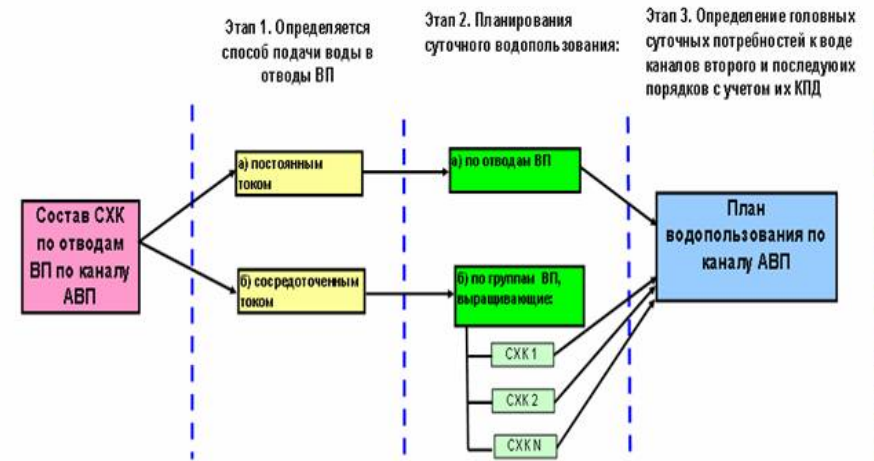 Этап 1. Определяется
способ подачи воды в
отводы ВП
Этап 2. Планирования
суточного водопользования:
Этап 3. Определение головных
суточных потребностей к воде
каналов второго и последуюих
порядков с учетом их КПД
Состав СХК
по отводам
ВП по каналу
АВП
а) постоянным
током
б) сосредоточенным
током
а) по отводам ВП
б) по группам ВП,
выращивающие:
СХК 1
СХК 2
СХК N
План
водопользования по
каналу АВП